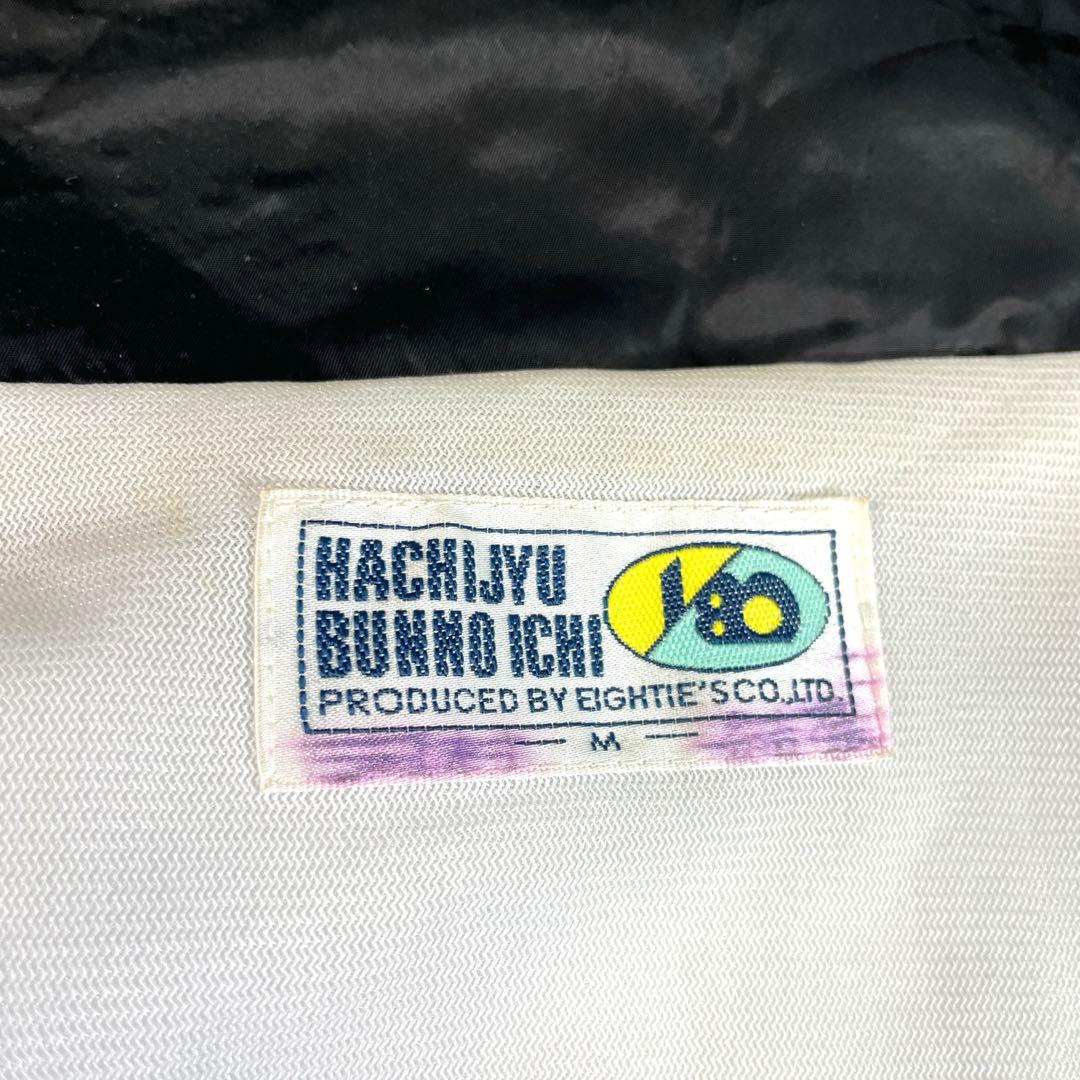 HACHIJYU
BUNNO ICHI
1/80
PRODUCED BY EIGHTIE'S CO.,LTD.
M